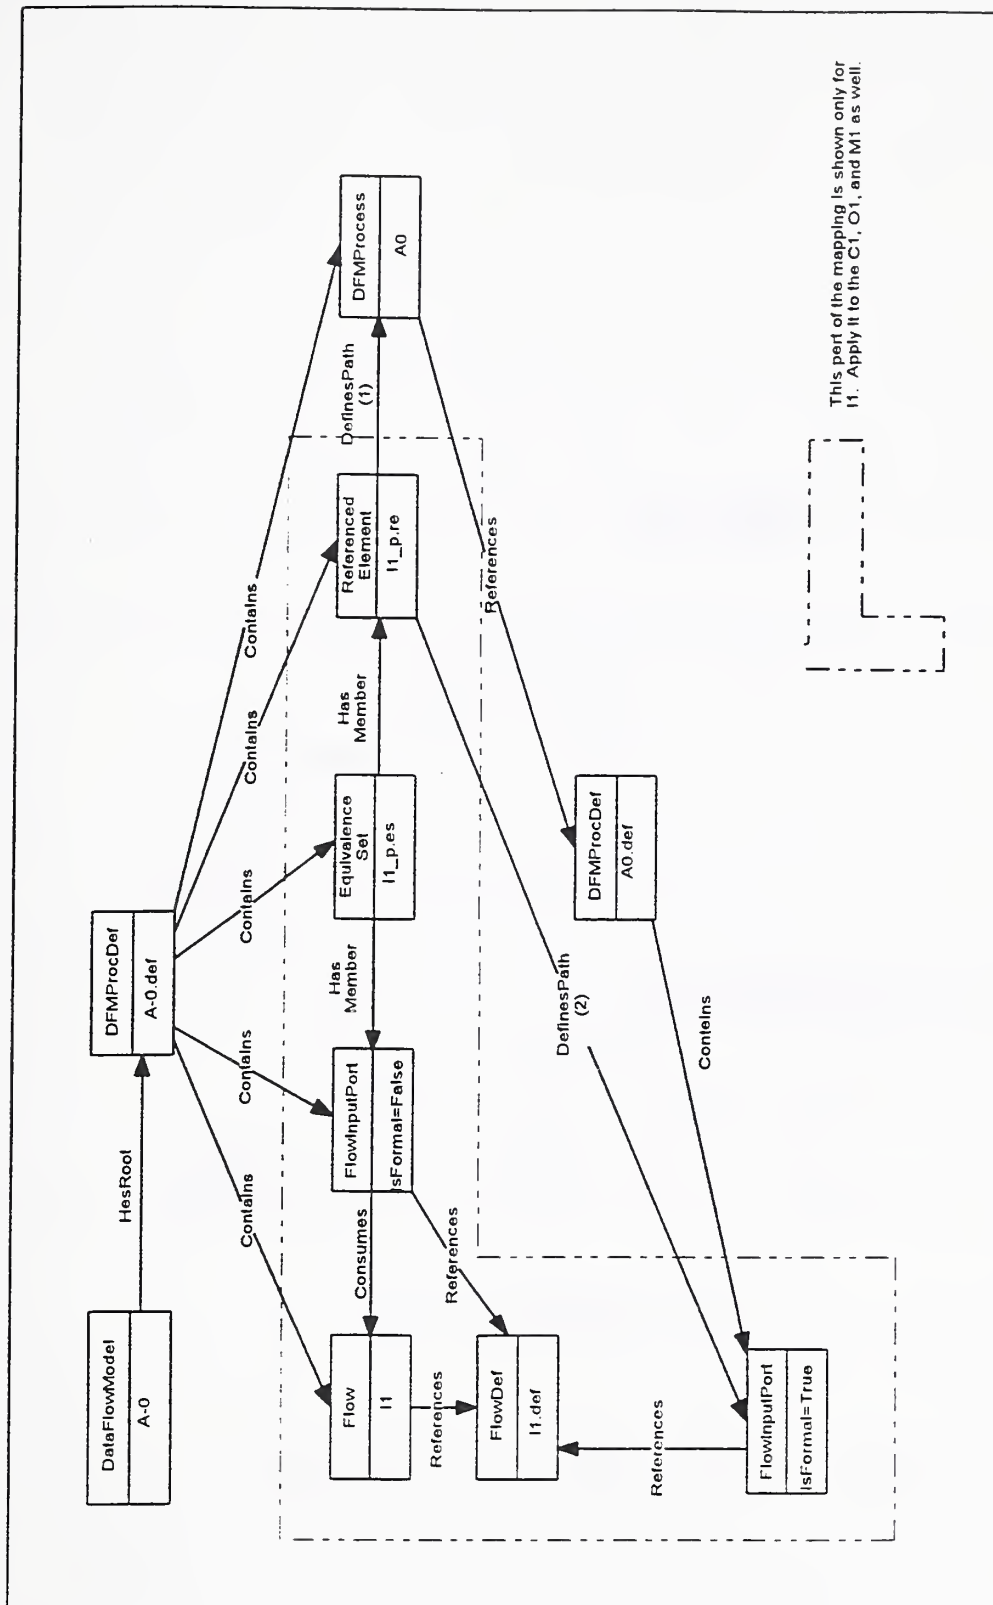 DataFlowModel
A-0
HesRoot
DFMProcDef
A-0.def
Contains
Contains
Contains
Contains
Contains
Flow
I1
Consumes
FlowInputPort
IsFormal=False
Has
Member
Equivalence
Set
I1_p.es
Has
Member
Referenced
Element
I1_p.re
DefinesPath
(1)
DFMProcess
A0
References
References
FlowDef
I1.def
References
DFMProcDef
A0.def
DefinesPath
(2)
References
Conteins
FlowInputPort
IsFormal=True
This pert of the mapping is shown only for
I1. Apply it to the C1, O1, and M1 as well.